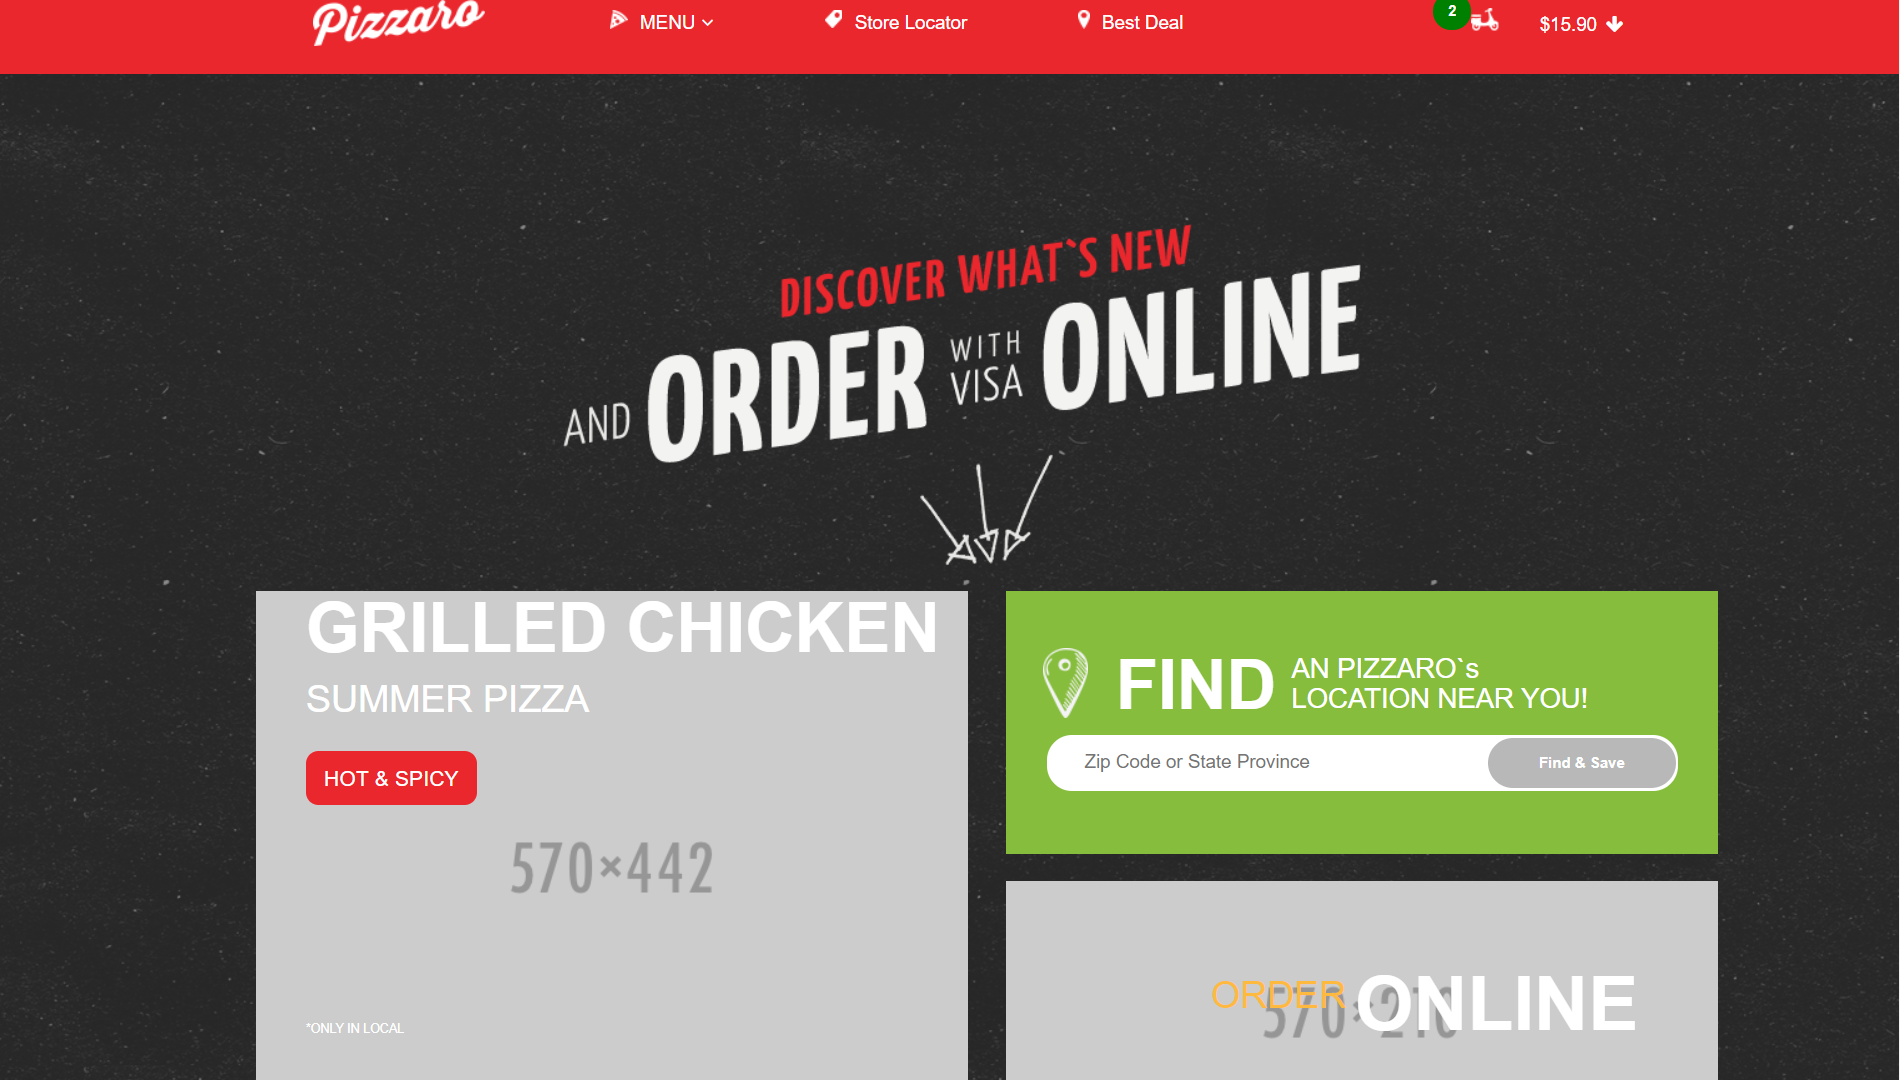 Pizzaro
MENU
Store Locator
Best Deal
2
$15.90
DISCOVER WHAT`S NEW
AND ORDER WITH VISA ONLINE
GRILLED CHICKEN
SUMMER PIZZA
HOT & SPICY
570×442
*ONLY IN LOCAL
FIND AN PIZZARO`s
LOCATION NEAR YOU!
Zip Code or State Province
Find & Save
ORDER ONLINE
570×210